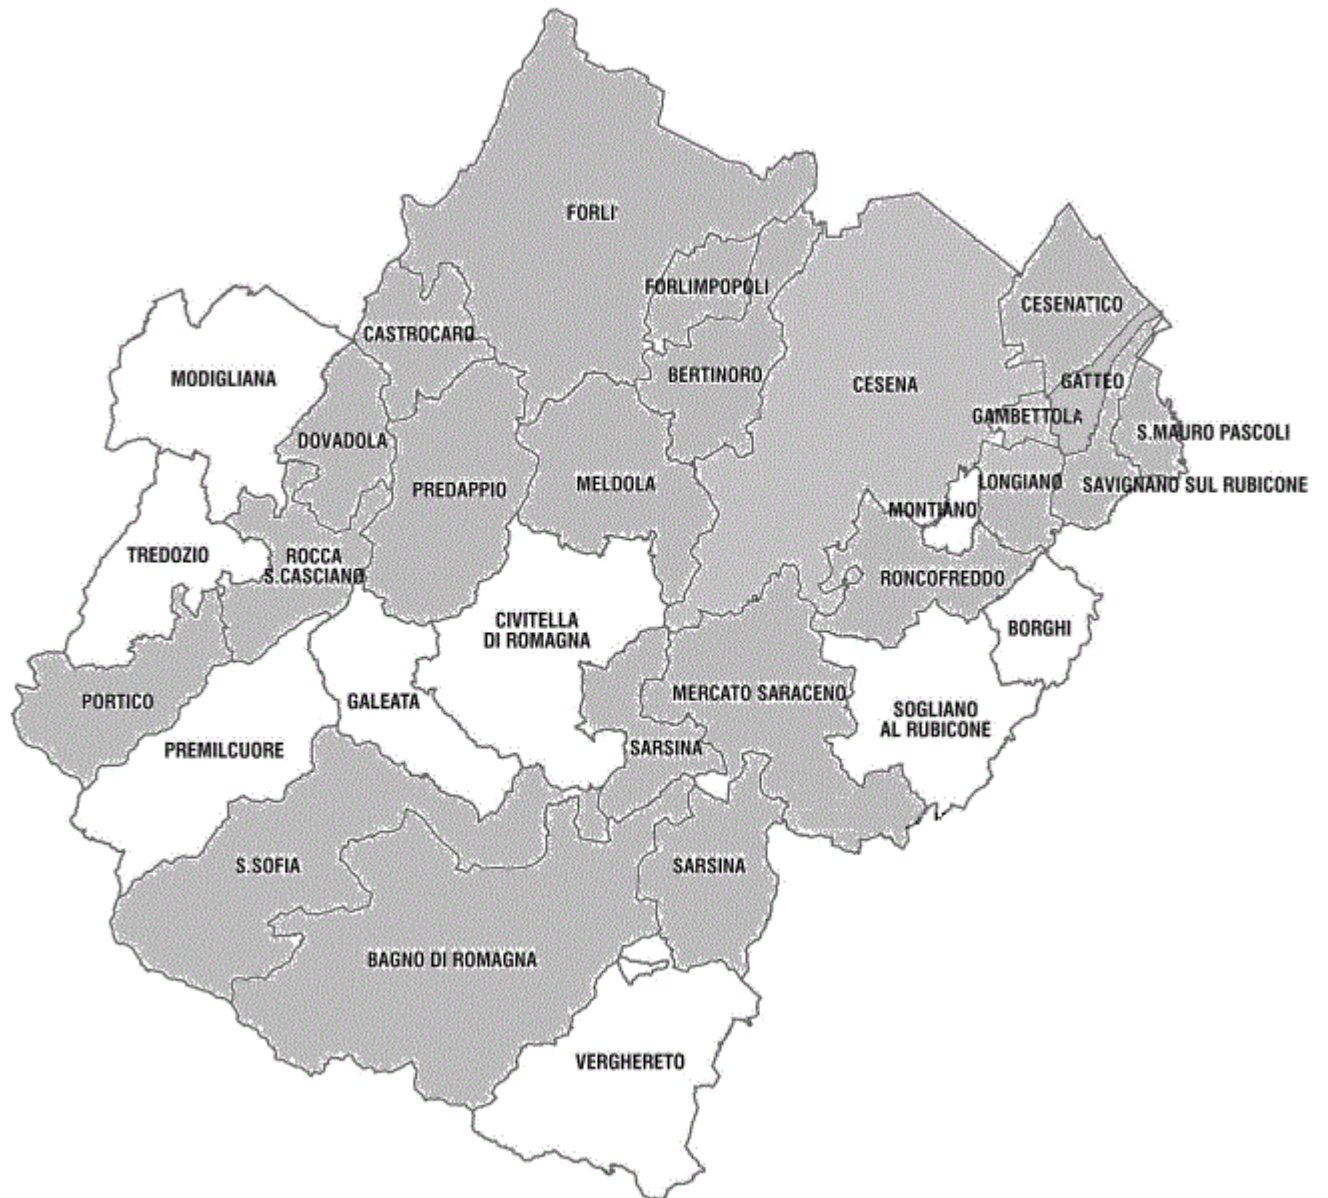 FORLI'
FORLIMPOPOLI
CESENATICO
CASTROCARO
MODIGLIANA
BERTINORO
CESENA
GATTEO
GAMBETTOLA
S.MAURO PASCOLI
DOVADOLA
PREDAPPIO
MELDOLA
LONGIANO
SAVIGNANO SUL RUBICONE
MONTIANO
TREDOZIO
ROCCA
S.CASCIANO
RONCOFREDDO
CIVITELLA
DI ROMAGNA
BORGHI
PORTICO
GALEATA
MERCATO SARACENO
SOGLIANO
AL RUBICONE
PREMILCUORE
SARSINA
S.SOFIA
SARSINA
BAGNO DI ROMAGNA
VERGHERETO